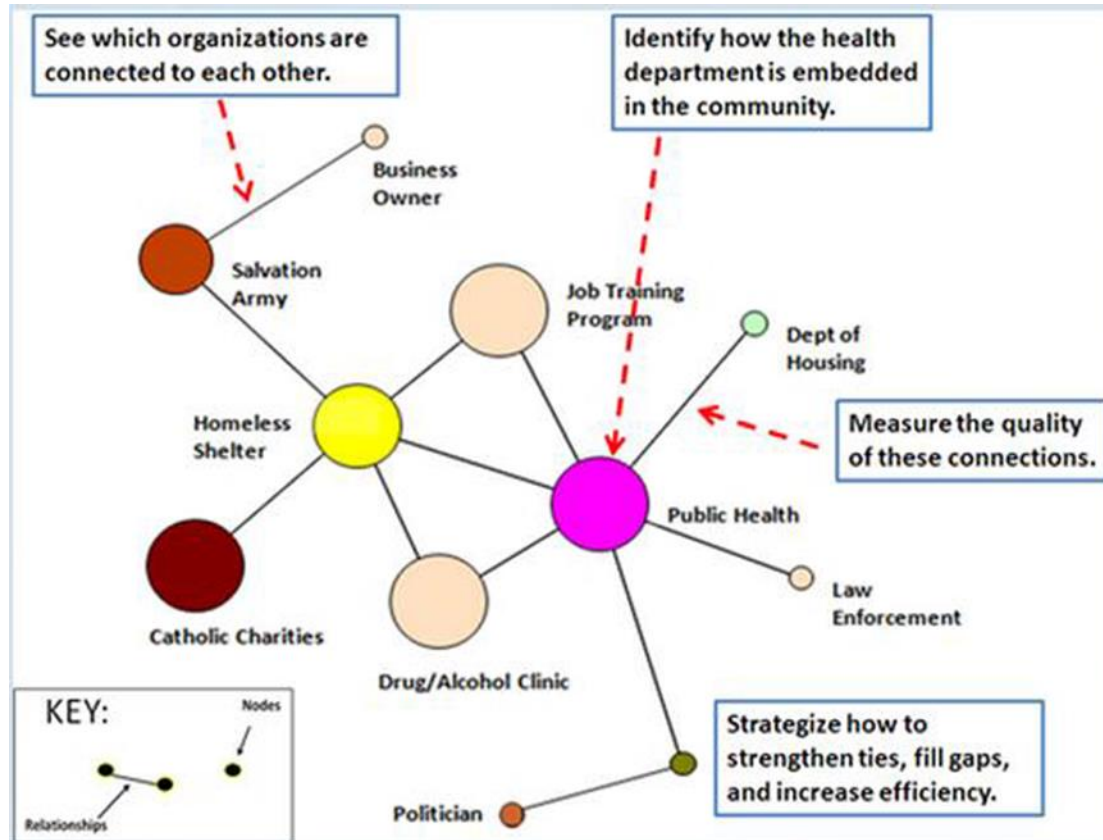 See which organizations are
connected to each other.
Identify how the health
department is embedded
in the community.
Business
Owner
Salvation
Army
Job Training
Program
Dept of
Housing
Homeless
Shelter
Measure the quality
of these connections.
Public Health
Law
Enforcement
Catholic Charities
Drug/Alcohol Clinic
Strategize how to
strengthen ties, fill gaps,
and increase efficiency.
Politician
KEY:
Nodes
Relationships